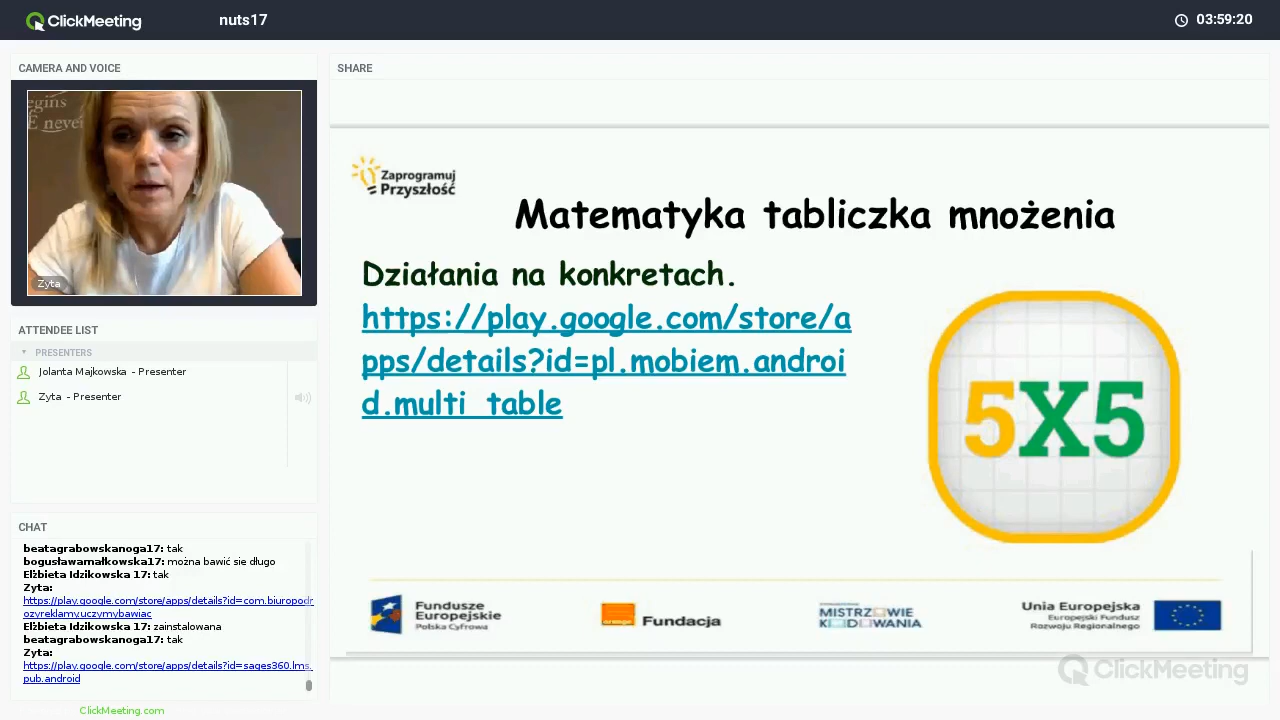 ClickMeeting
nuts17
03:59:20
CAMERA AND VOICE
egins
E neve
Zyta
ATTENDEE LIST
PRESENTERS
Jolanta Majkowska - Presenter
Zyta - Presenter
CHAT
beatagrabowskanoga17: tak
bogusławamałkowska17: można bawić sie długo
Elżbieta Idzikowska 17: tak
Zyta:
https://play.google.com/store/apps/details?id=com.biuropodr
ozyreklamy.uczymybawiac
Elżbieta Idzikowska 17: zainstalowana
beatagrabowskanoga17: tak
Zyta:
https://play.google.com/store/apps/details?id=sages360.lms.
pub.android
ClickMeeting.com
SHARE
Zaprogramuj
Przyszłość
Matematyka tabliczka mnożenia
Działania na konkretach.
https://play.google.com/store/a
pps/details?id=pl.mobiem.androi
d.multi_table
5X5
Fundusze
Europejskie
Polska Cyfrowa
orange
Fundacja
MISTRZOWIE
KODOWANIA
Unia Europejska
Europejski Fundusz
Rozwoju Regionalnego
ClickMeeting